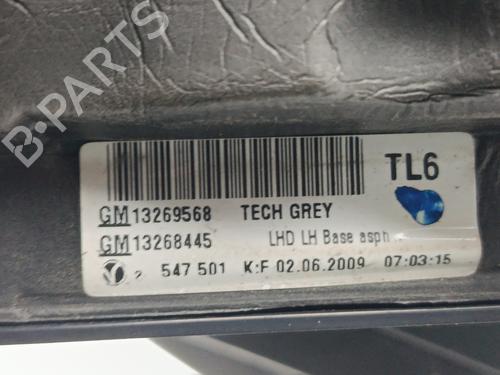 B-PARTS
TL6
GM 13269568 TECH GREY
GM 13268445 LHD LH Base asph
2 547 501 K:F 02.06.2009 07:03:15